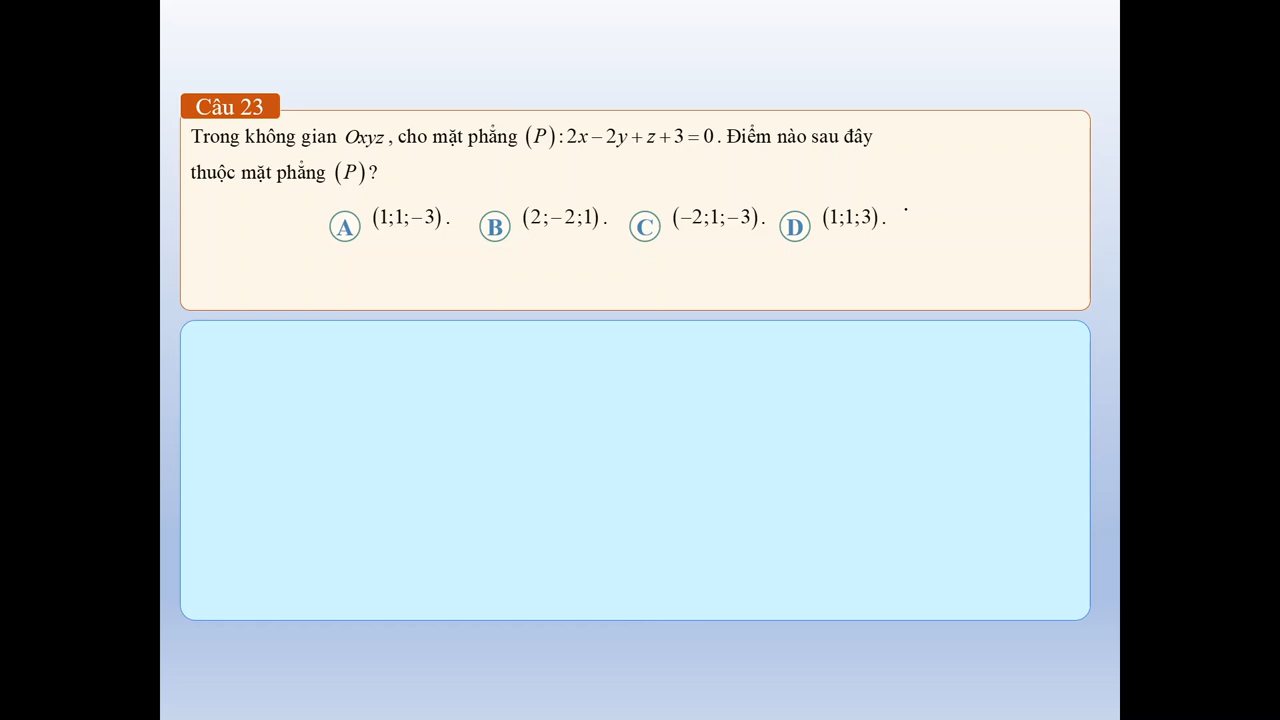 Câu 23
Trong không gian Oxyz, cho mặt phẳng (P): 2x − 2y + z + 3 = 0. Điểm nào sau đây
thuộc mặt phẳng (P)?
A (1;1;−3). B (2;−2;1). C (−2;1;−3). D (1;1;3). .